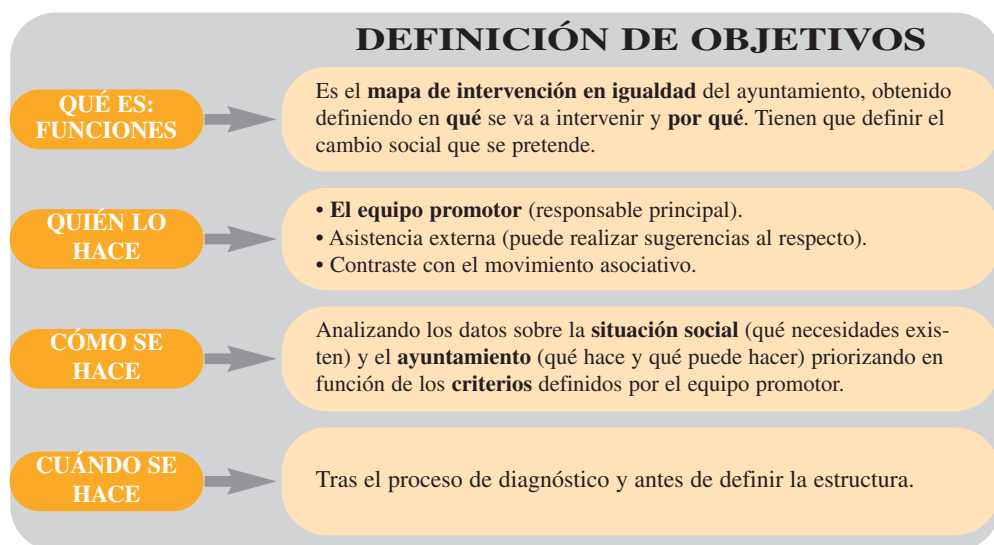 DEFINICIÓN DE OBJETIVOS
QUÉ ES:
FUNCIONES
Es el mapa de intervención en igualdad del ayuntamiento, obtenido
definiendo en qué se va a intervenir y por qué. Tienen que definir el
cambio social que se pretende.
QUIÉN LO
HACE
• El equipo promotor (responsable principal).
• Asistencia externa (puede realizar sugerencias al respecto).
• Contraste con el movimiento asociativo.
CÓMO SE
HACE
Analizando los datos sobre la situación social (qué necesidades exis-
ten) y el ayuntamiento (qué hace y qué puede hacer) priorizando en
función de los criterios definidos por el equipo promotor.
CUÁNDO SE
HACE
Tras el proceso de diagnóstico y antes de definir la estructura.